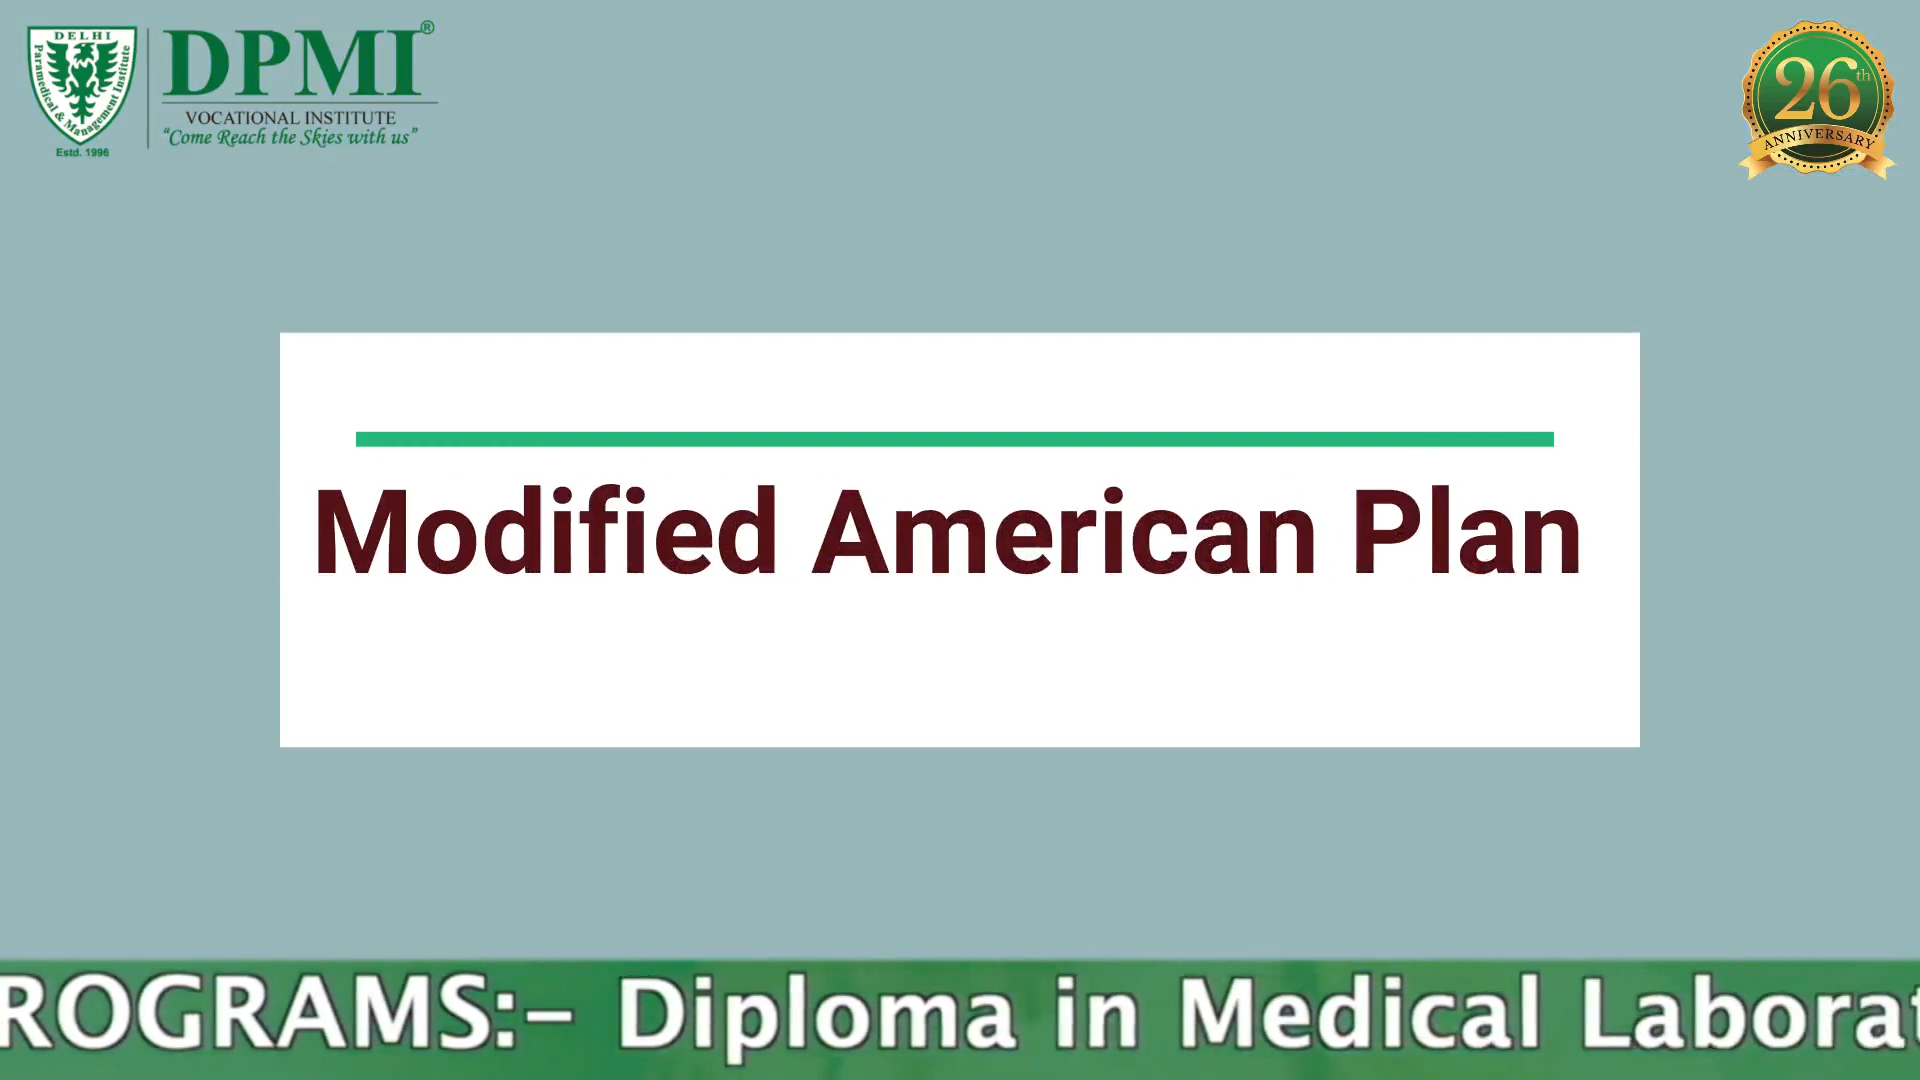 DELHI
Paramedical & Management Institute
Estd. 1996
DPMI®
VOCATIONAL INSTITUTE
“Come Reach the Skies with us”
26th
ANNIVERSARY
Modified American Plan
ROGRAMS:– Diploma in Medical Laborat